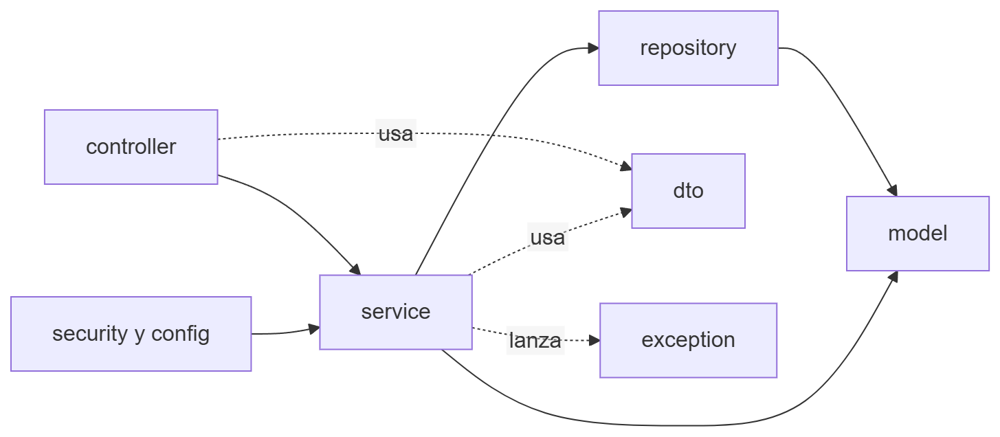 repository
controller
usa
dto
usa
model
service
security y config
lanza
exception